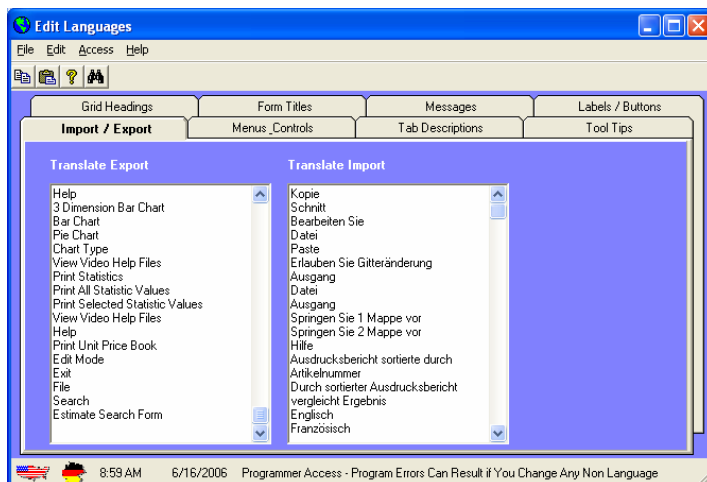 Edit Languages
File Edit Access Help
Grid Headings Form Titles Messages Labels / Buttons
Import / Export Menus_Controls Tab Descriptions Tool Tips
Translate Export
Help
3 Dimension Bar Chart
Bar Chart
Pie Chart
Chart Type
View Video Help Files
Print Statistics
Print All Statistic Values
Print Selected Statistic Values
View Video Help Files
Help
Print Unit Price Book
Edit Mode
Exit
File
Search
Estimate Search Form
Translate Import
Kopie
Schnitt
Bearbeiten Sie
Datei
Paste
Erlauben Sie Gitteränderung
Ausgang
Datei
Ausgang
Springen Sie 1 Mappe vor
Springen Sie 2 Mappe vor
Hilfe
Ausdrucksbericht sortierte durch
Artikelnummer
Durch sortierter Ausdrucksbericht
vergleicht Ergebnis
Englisch
Französisch
8:59 AM 6/16/2006 Programmer Access - Program Errors Can Result if You Change Any Non Language